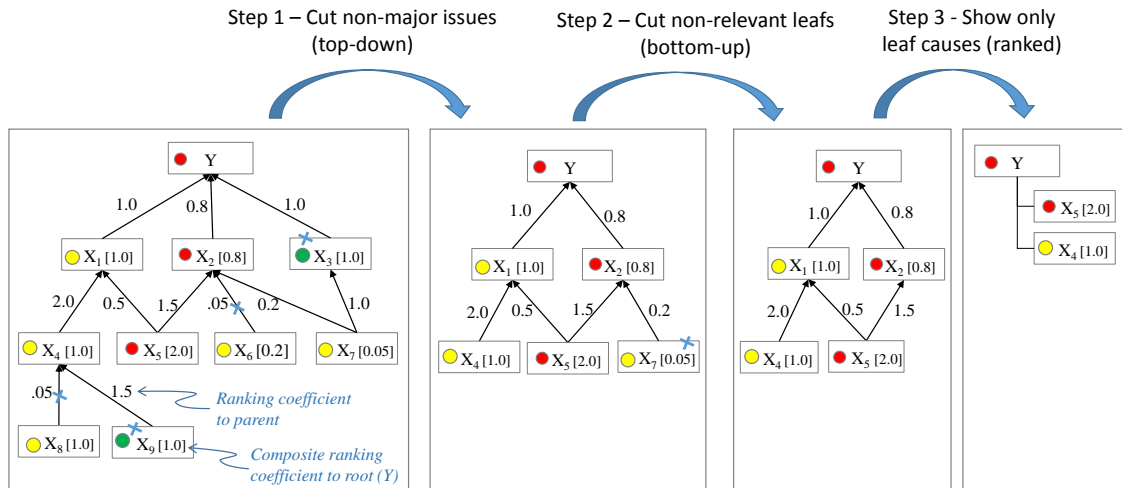 Step 1 – Cut non-major issues
(top-down)
Step 2 – Cut non-relevant leafs
(bottom-up)
Step 3 - Show only
leaf causes (ranked)
Y
1.0
0.8
1.0
X1 [1.0]
X2 [0.8]
X3 [1.0]
2.0
0.5
1.5
.05
0.2
1.0
X4 [1.0]
X5 [2.0]
X6 [0.2]
X7 [0.05]
.05
1.5
Ranking coefficient
to parent
X8 [1.0]
X9 [1.0]
Composite ranking
coefficient to root (Y)
Y
1.0
0.8
X1 [1.0]
X2 [0.8]
2.0
0.5
1.5
0.2
X4 [1.0]
X5 [2.0]
X7 [0.05]
Y
1.0
0.8
X1 [1.0]
X2 [0.8]
2.0
0.5
1.5
X4 [1.0]
X5 [2.0]
Y
X5 [2.0]
X4 [1.0]